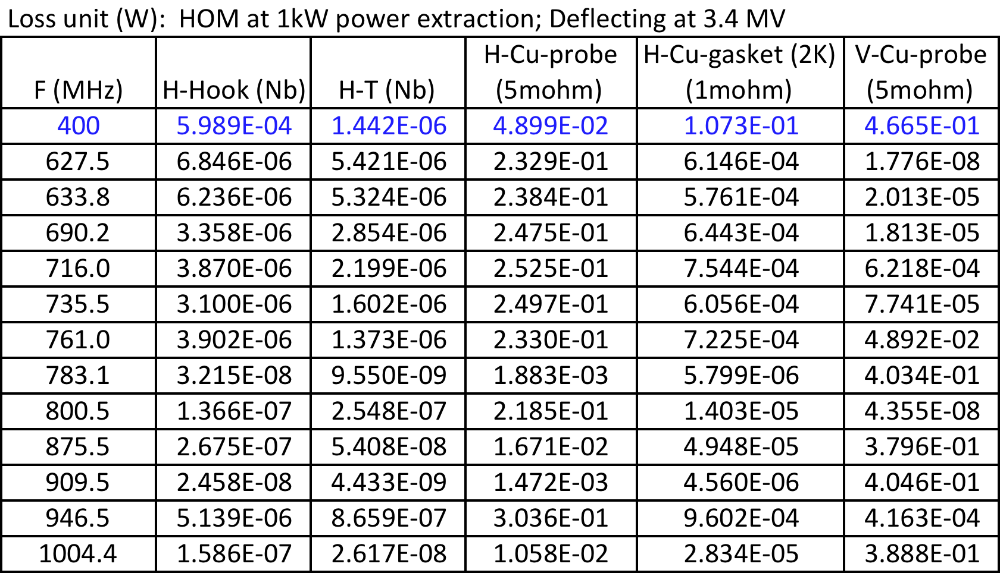 Loss unit (W): HOM at 1kW power extraction; Deflecting at 3.4 MV
F (MHz) H-Hook (Nb) H-T (Nb) H-Cu-probe (5mohm) H-Cu-gasket (2K) (1mohm) V-Cu-probe (5mohm)
400 5.989E-04 1.442E-06 4.899E-02 1.073E-01 4.665E-01
627.5 6.846E-06 5.421E-06 2.329E-01 6.146E-04 1.776E-08
633.8 6.236E-06 5.324E-06 2.384E-01 5.761E-04 2.013E-05
690.2 3.358E-06 2.854E-06 2.475E-01 6.443E-04 1.813E-05
716.0 3.870E-06 2.199E-06 2.525E-01 7.544E-04 6.218E-04
735.5 3.100E-06 1.602E-06 2.497E-01 6.056E-04 7.741E-05
761.0 3.902E-06 1.373E-06 2.330E-01 7.225E-04 4.892E-02
783.1 3.215E-08 9.550E-09 1.883E-03 5.799E-06 4.034E-01
800.5 1.366E-07 2.548E-07 2.185E-01 1.403E-05 4.355E-08
875.5 2.675E-07 5.408E-08 1.671E-02 4.948E-05 3.796E-01
909.5 2.458E-08 4.433E-09 1.472E-03 4.560E-06 4.046E-01
946.5 5.139E-06 8.659E-07 3.036E-01 9.602E-04 4.163E-04
1004.4 1.586E-07 2.617E-08 1.058E-02 2.834E-05 3.888E-01